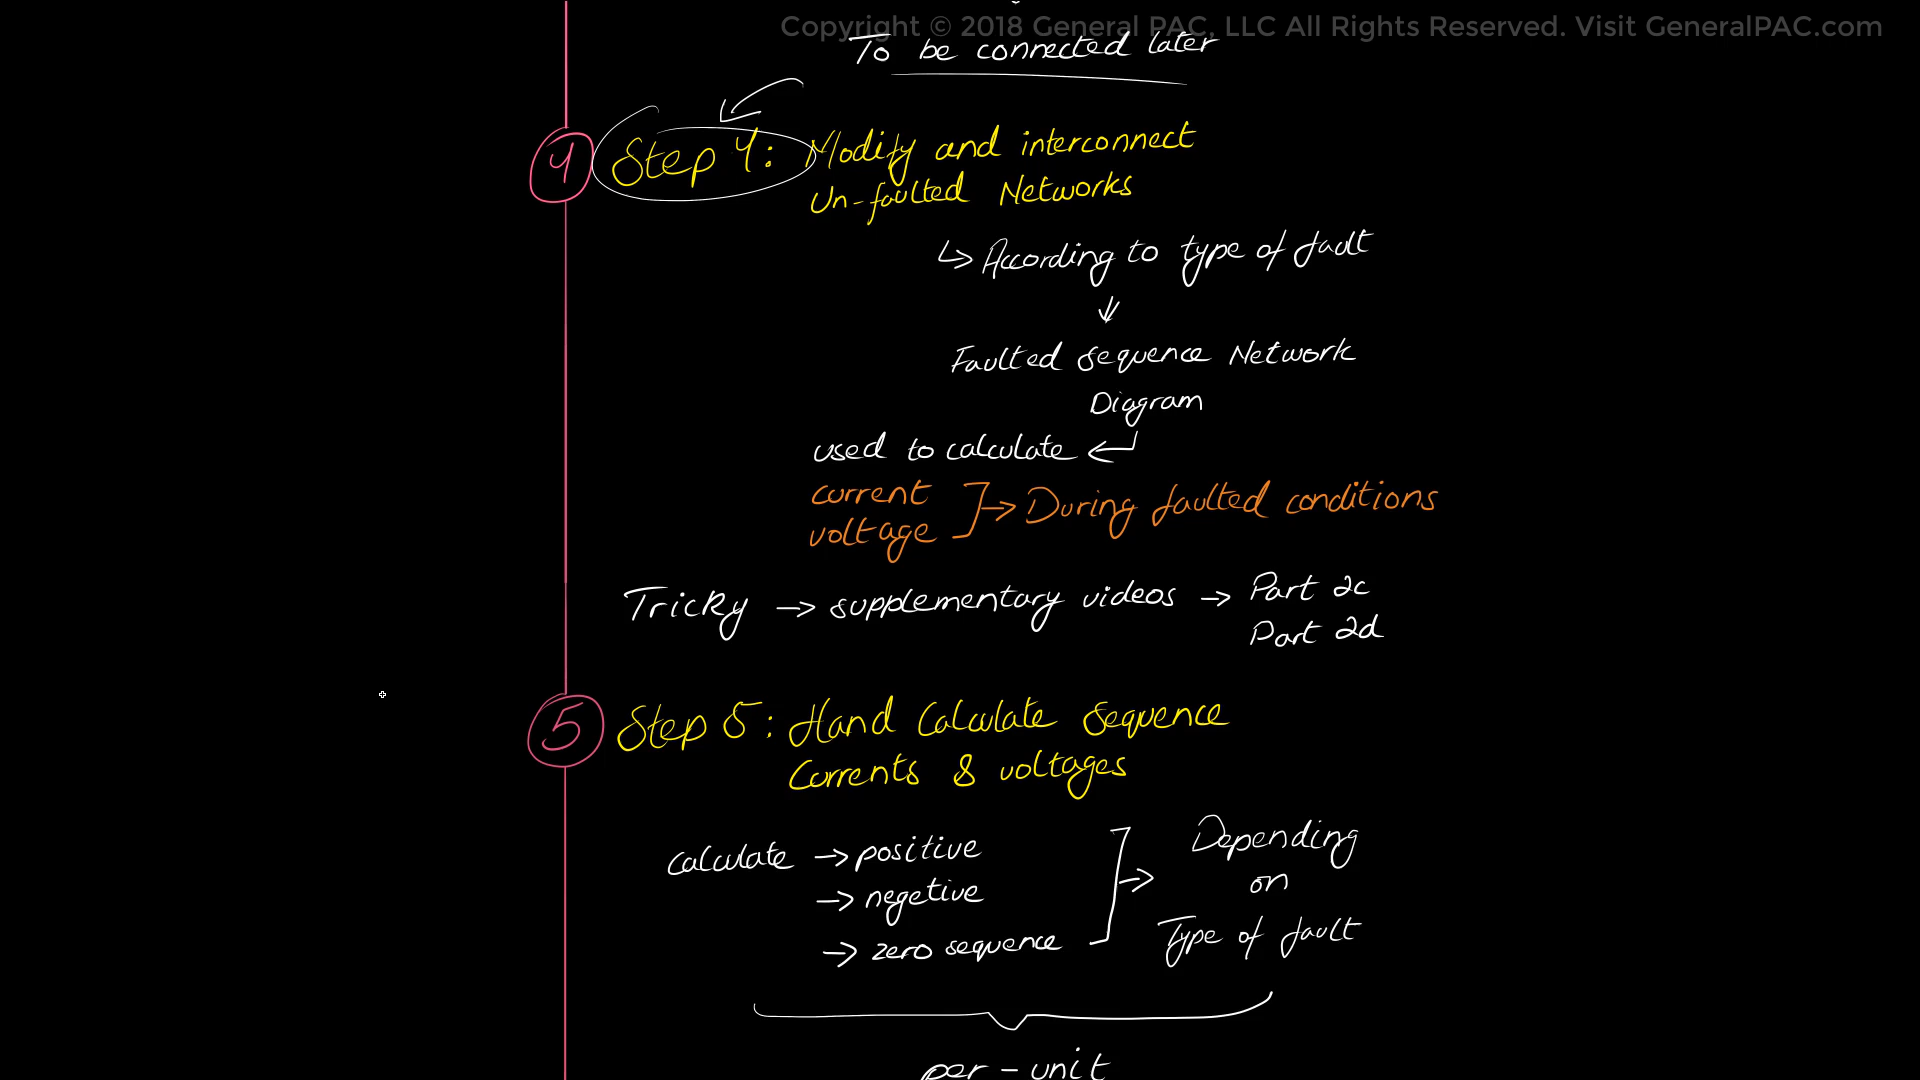 Copyright © 2018 General PAC, LLC All Rights Reserved. Visit GeneralPAC.com
To be connected later
4 Step 4: Modify and interconnect
Un-faulted Networks
↳ According to type of fault
↓
Faulted sequence Network
Diagram
used to calculate ←
current
voltage ] → During faulted conditions
Tricky → supplementary videos → Part 2c
Part 2d
5 Step 5: Hand Calculate Sequence
Currents & voltages
calculate → positive
→ negetive
→ zero sequence
] → Depending
on
Type of fault
per-unit